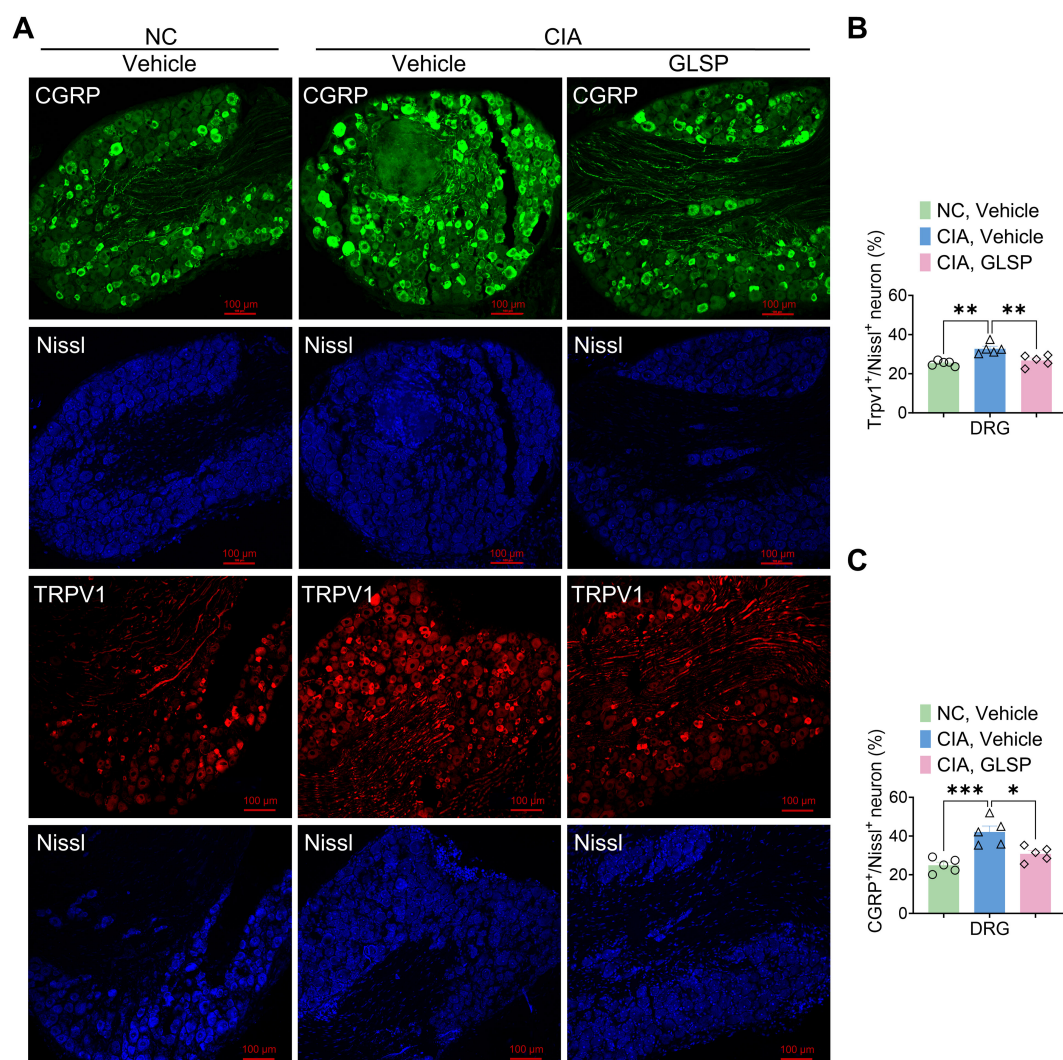 A
NC
CIA
Vehicle
Vehicle
GLSP
CGRP
CGRP
CGRP
100 μm
100 μm
100 μm
Nissl
Nissl
Nissl
100 μm
100 μm
100 μm
TRPV1
TRPV1
TRPV1
100 μm
100 μm
100 μm
Nissl
Nissl
Nissl
100 μm
100 μm
100 μm
B
NC, Vehicle
CIA, Vehicle
CIA, GLSP
Trpv1⁺/Nissl⁺ neuron (%)
60
40
20
0
** **
DRG
C
NC, Vehicle
CIA, Vehicle
CIA, GLSP
CGRP⁺/Nissl⁺ neuron (%)
60
40
20
0
*** *
DRG